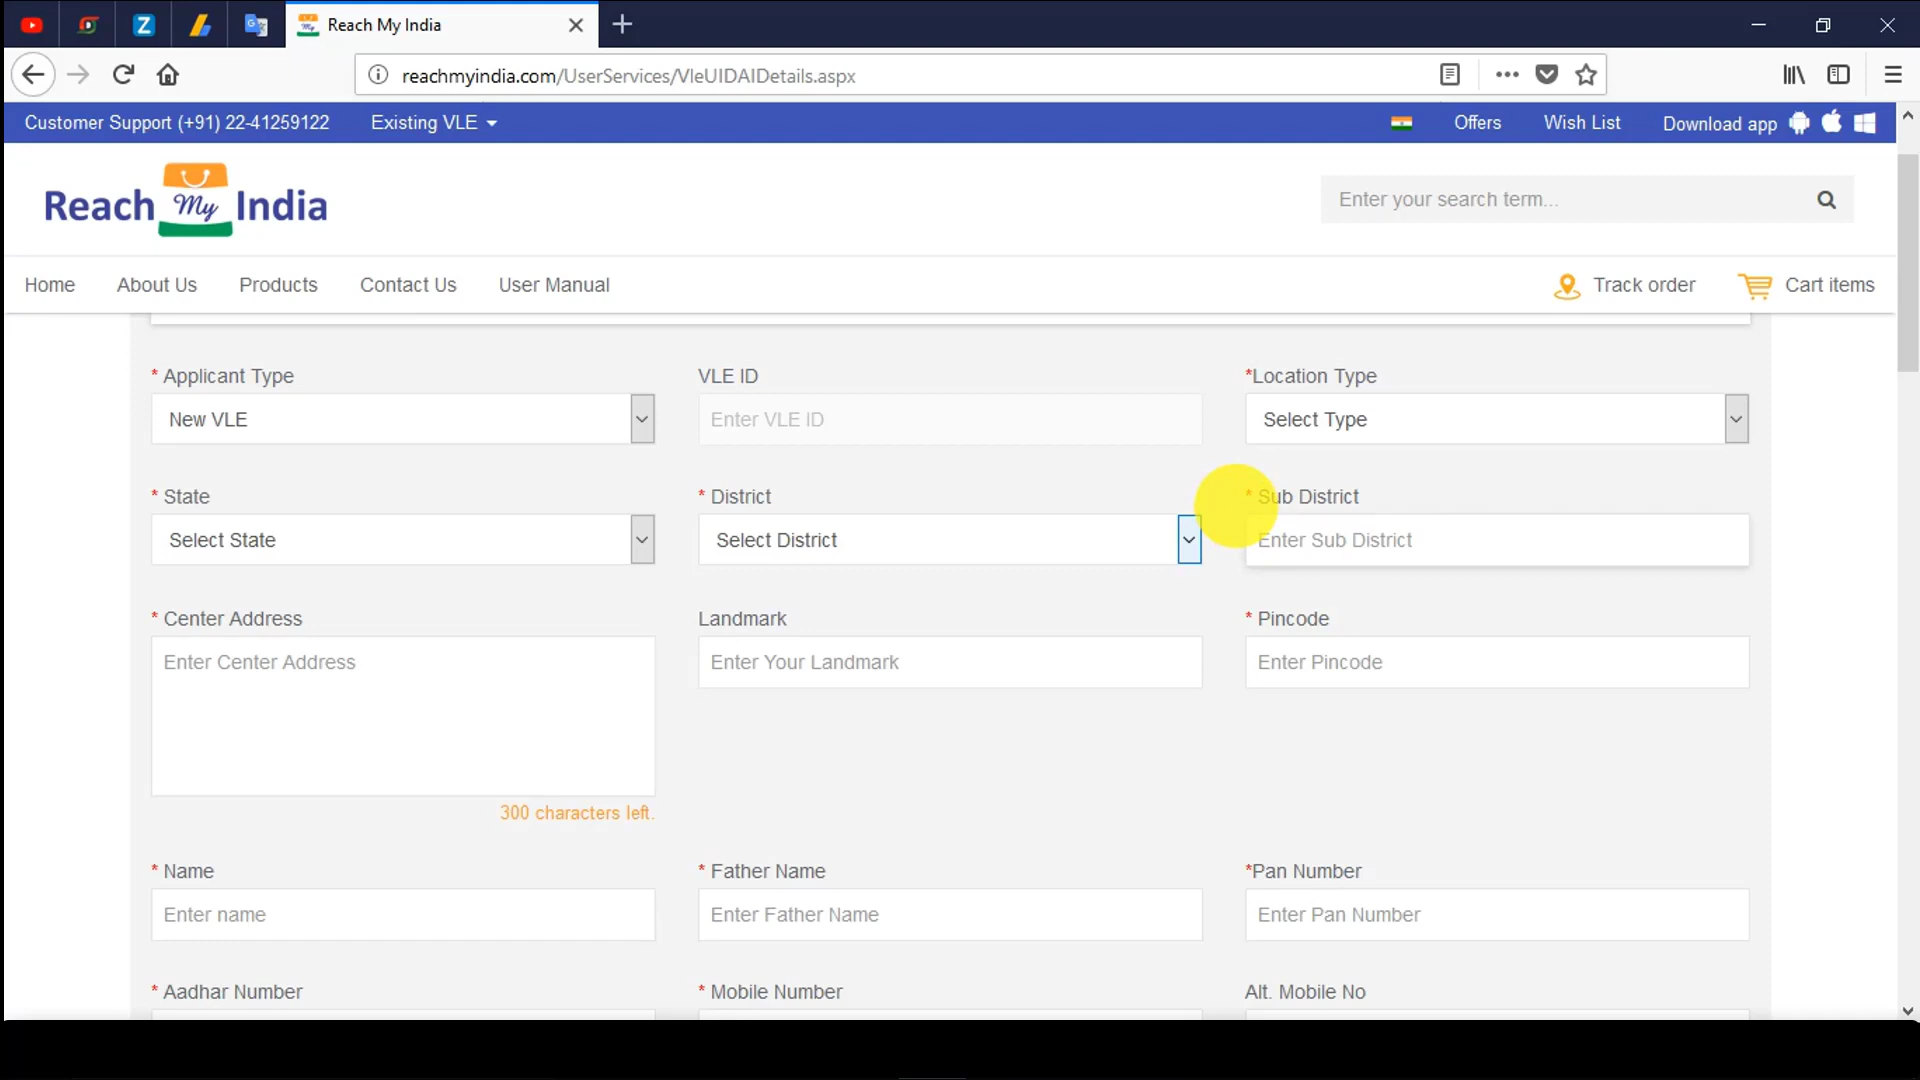 Reach My India
reachmyindia.com/UserServices/VleUIDAIDetails.aspx
Customer Support (+91) 22-41259122 Existing VLE Offers Wish List Download app
Reach My India
Enter your search term...
Home About Us Products Contact Us User Manual Track order Cart items
* Applicant Type VLE ID *Location Type
New VLE Enter VLE ID Select Type
* State * District * Sub District
Select State Select District Enter Sub District
* Center Address Landmark * Pincode
Enter Center Address Enter Your Landmark Enter Pincode
300 characters left.
* Name * Father Name *Pan Number
Enter name Enter Father Name Enter Pan Number
* Aadhar Number * Mobile Number Alt. Mobile No